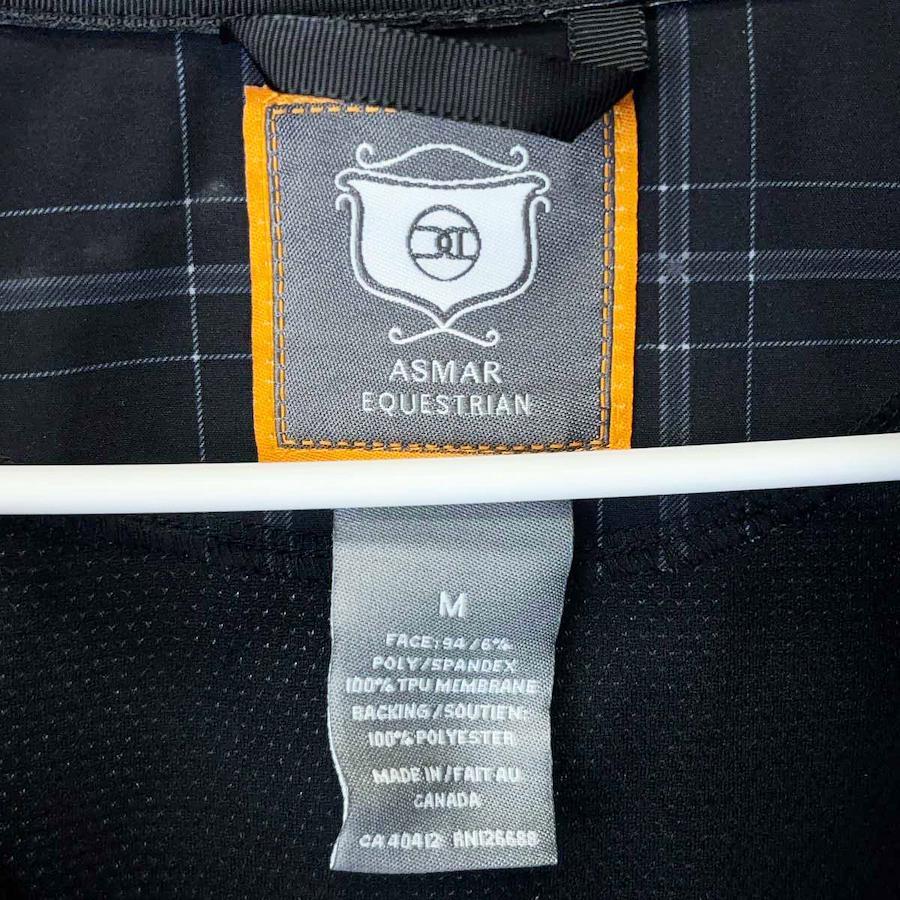 ASMAR
EQUESTRIAN
M
FACE: 94/6%
POLY/SPANDEX
100% TPU MEMBRANE
BACKING/SOUTIEN:
100% POLYESTER
MADE IN/FAIT AU
CANADA
CA 40412 RN126688